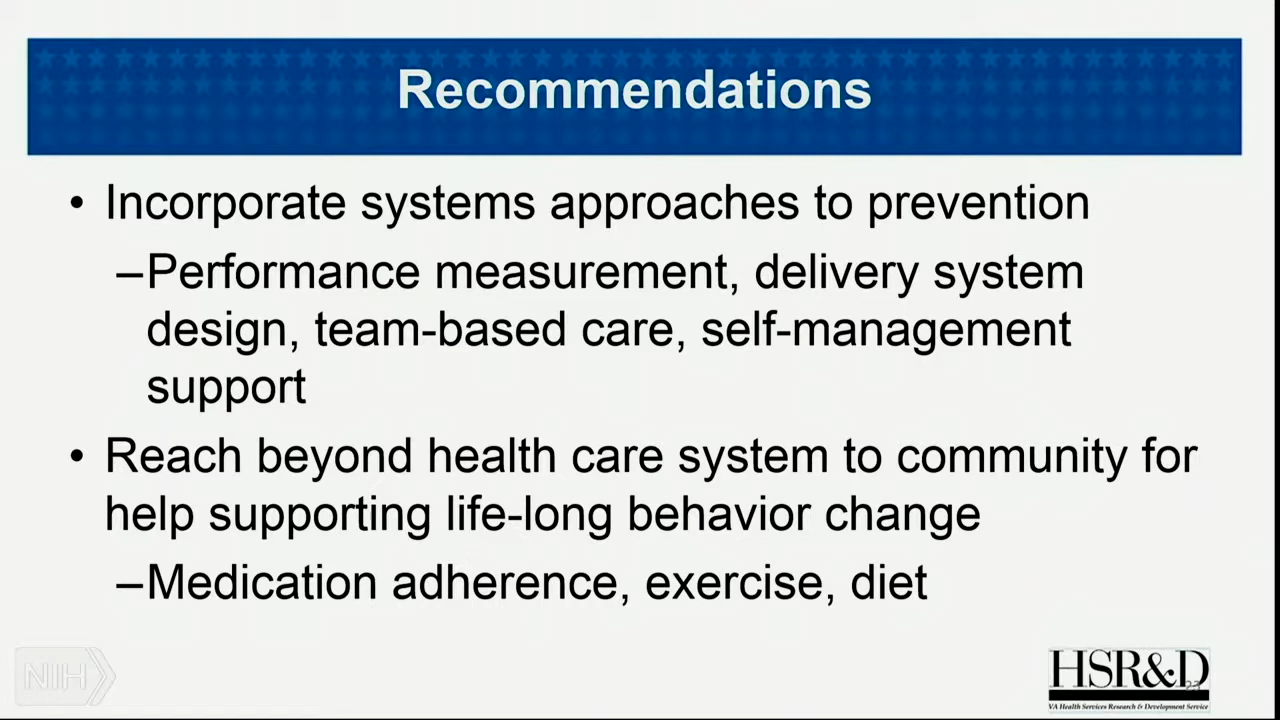 Recommendations
• Incorporate systems approaches to prevention
–Performance measurement, delivery system
design, team-based care, self-management
support
• Reach beyond health care system to community for
help supporting life-long behavior change
–Medication adherence, exercise, diet
NIH
HSR&D
23
VA Health Services Research & Development Service